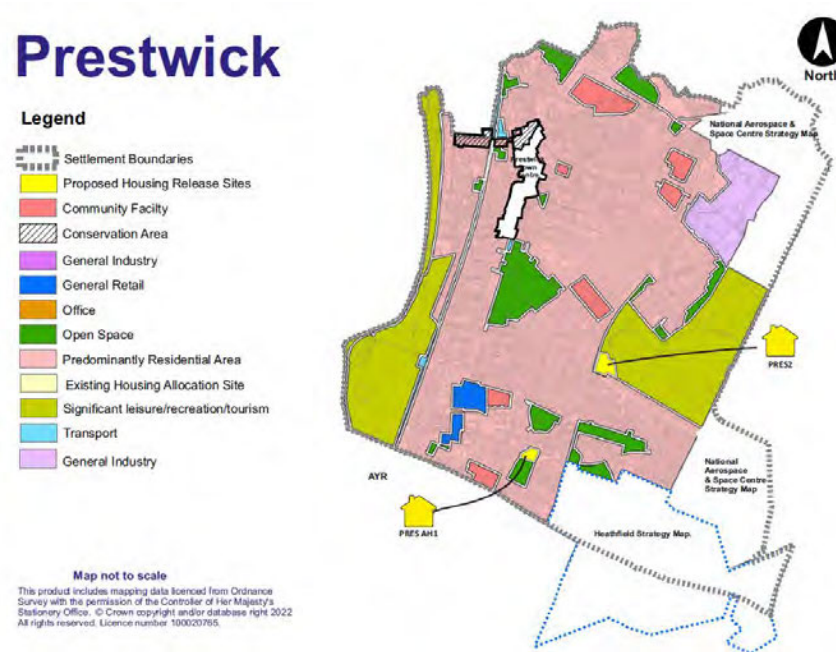 Prestwick
North
Legend
Settlement Boundaries
Proposed Housing Release Sites
Community Facilty
Conservation Area
General Industry
General Retail
Office
Open Space
Predominantly Residential Area
Existing Housing Allocation Site
Significant leisure/recreation/tourism
Transport
General Industry
National Aerospace &
Space Centre Strategy Map
Prestwick
Town
Centre
PRES2
National
Aerospace
& Space Centre
Strategy Map
AYR
PRES AH1
Heathfield Strategy Map.
Map not to scale
This product includes mapping data licenced from Ordnance
Survey with the permission of the Controller of Her Majesty's
Stationery Office. © Crown copyright and/or database right 2022
All rights reserved. Licence number 100020765.